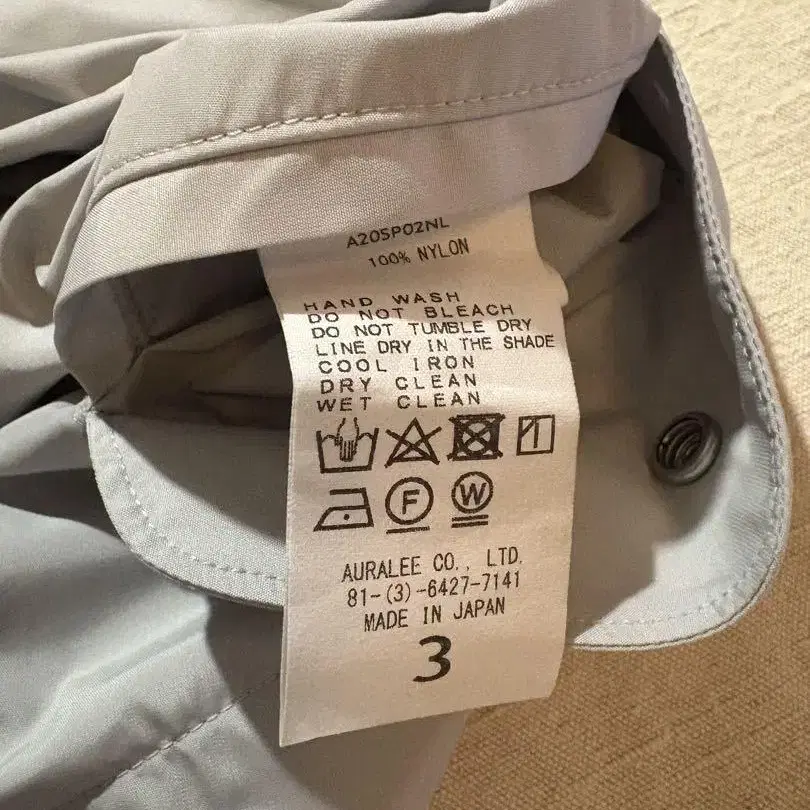 A20SP02NL
100% NYLON
HAND WASH
DO NOT BLEACH
DO NOT TUMBLE DRY
LINE DRY IN THE SHADE
COOL IRON
DRY CLEAN
WET CLEAN
F W
AURALEE CO., LTD.
81-(3)-6427-7141
MADE IN JAPAN
3